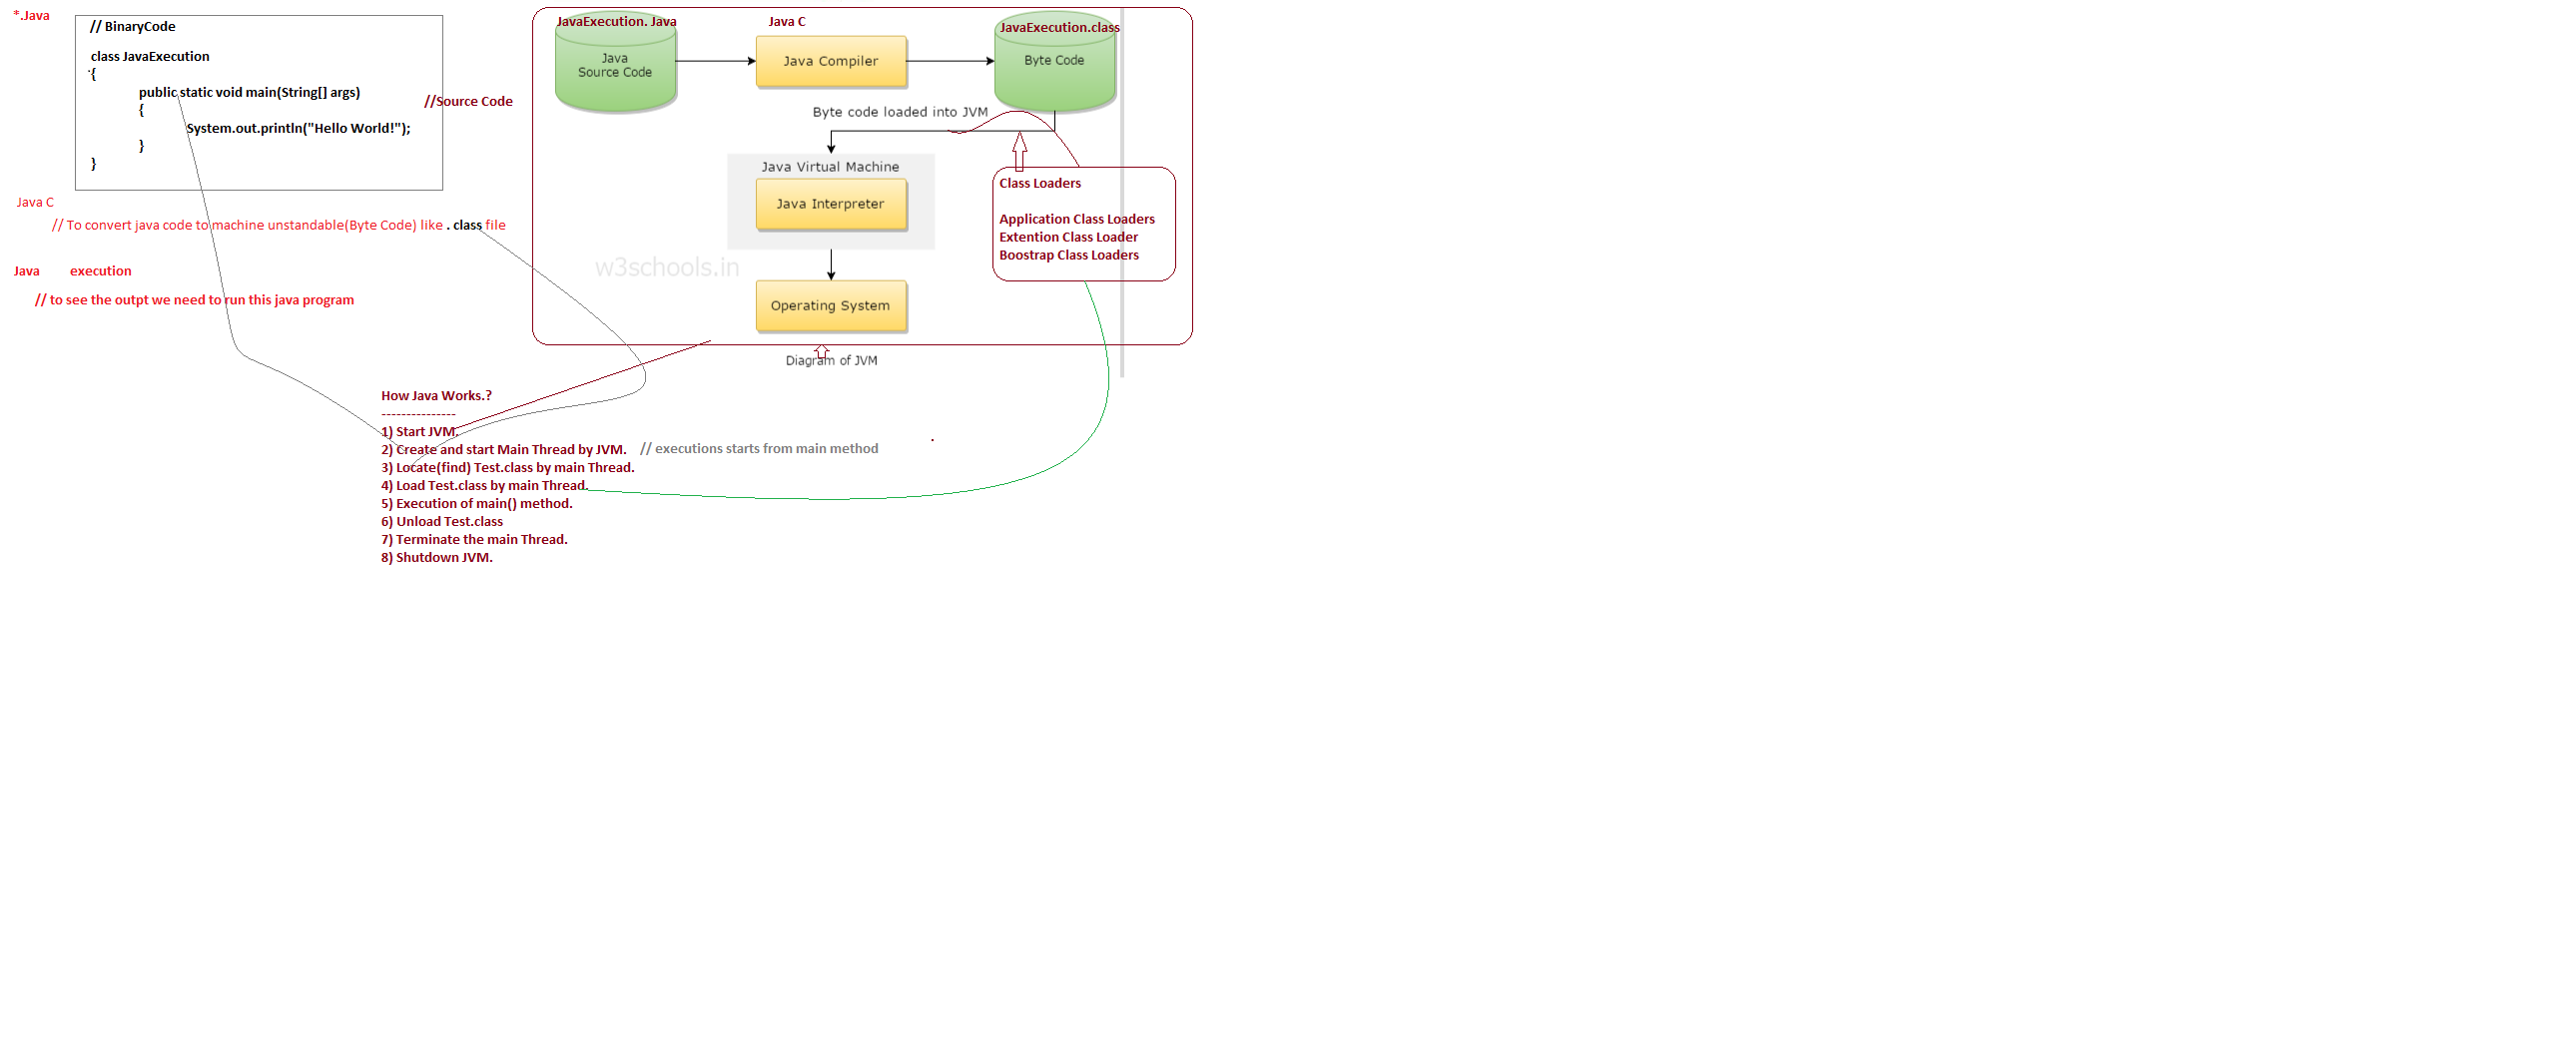 *.Java
// BinaryCode
class JavaExecution
{
public static void main(String[] args)
{
System.out.println("Hello World!");
}
}
//Source Code
Java C
// To convert java code to machine unstandable(Byte Code) like . class file
Java execution
// to see the outpt we need to run this java program
JavaExecution. Java
Java
Source Code
Java C
Java Compiler
JavaExecution.class
Byte Code
Byte code loaded into JVM
Java Virtual Machine
Java Interpreter
Class Loaders
Application Class Loaders
Extention Class Loader
Boostrap Class Loaders
w3schools.in
Operating System
Diagram of JVM
How Java Works.?
---------------
1) Start JVM.
2) Create and start Main Thread by JVM. // executions starts from main method
3) Locate(find) Test.class by main Thread.
4) Load Test.class by main Thread.
5) Execution of main() method.
6) Unload Test.class
7) Terminate the main Thread.
8) Shutdown JVM.